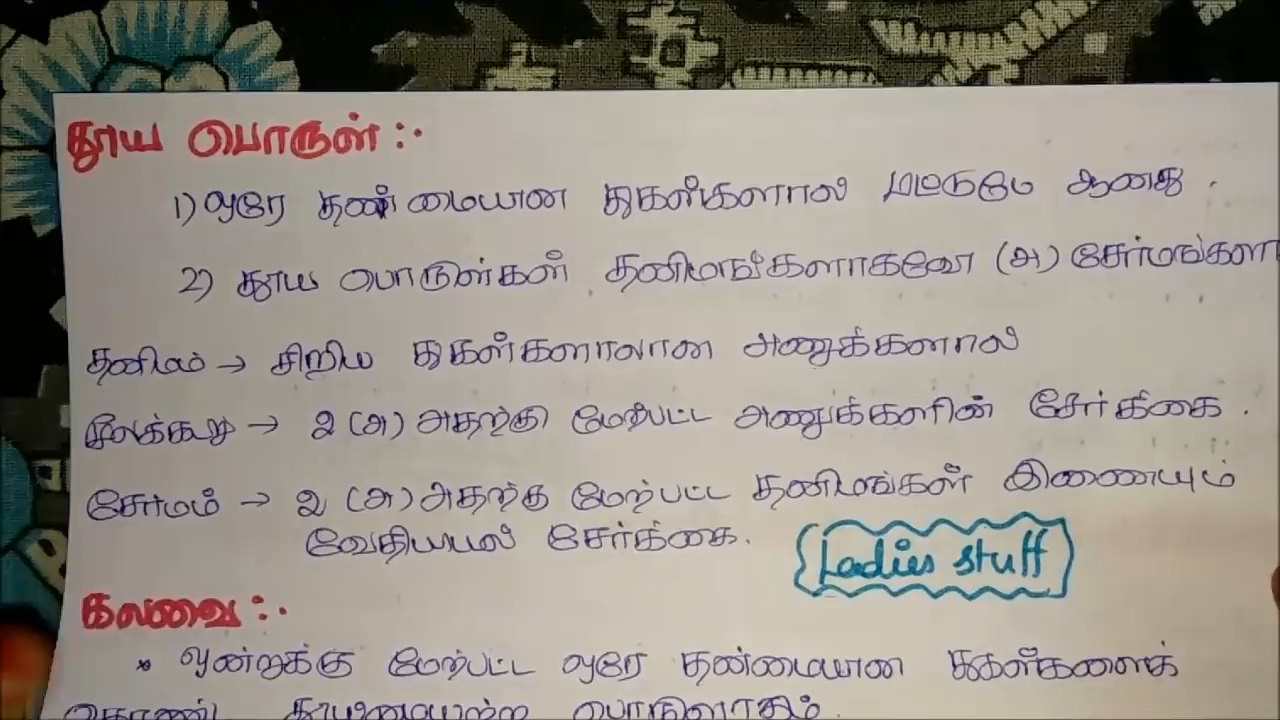 தூய பொருள் :-
1) ஒரே தண்மையான துகள்களால் மட்டுமே ஆனது .
2) தூய பொருள்கள் தனிமங்களாகவோ (அ) சேர்மங்களா
தனிமம் → சிறிய துகள்களாலான அணுக்களால்
மூலக்கூறு → 2 (அ) அதற்கு மேற்பட்ட அணுக்களின் சேர்க்கை .
சேர்மம் → 2 (அ) அதற்கு மேற்பட்ட தனிமங்கள் இணையும்
வேதியியல் சேர்க்கை.
Ladies stuff
கலவை :-
* ஒன்றுக்கு மேற்பட்ட ஒரே தன்மையான துகள்களைக்
கொண்ட தூய்மையற்ற பொருளாகும்.